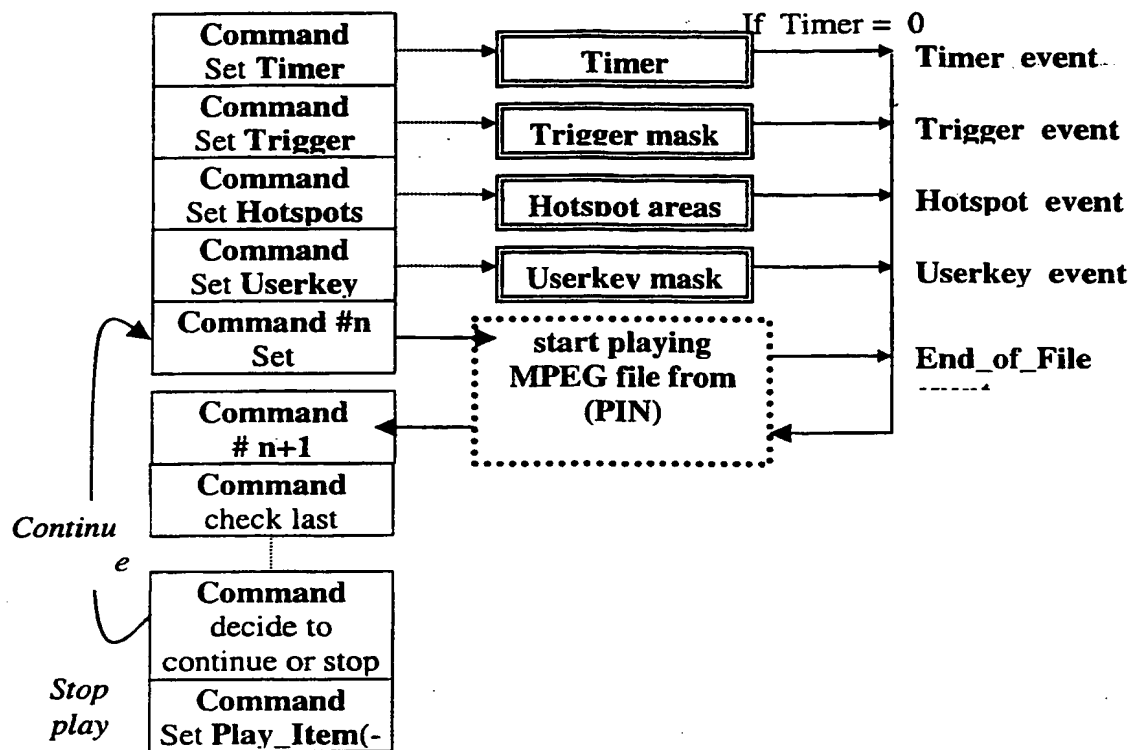 If Timer = 0
Command
Set Timer
Timer
Timer event
Command
Set Trigger
Trigger mask
Trigger event
Command
Set Hotspots
Hotspot areas
Hotspot event
Command
Set Userkey
Userkey mask
Userkey event
Command #n
Set
start playing
MPEG file from
(PIN)
End_of_File
Command
# n+1
Command
check last
Continu
e
Command
decide to
continue or stop
Stop
play
Command
Set Play_Item(-